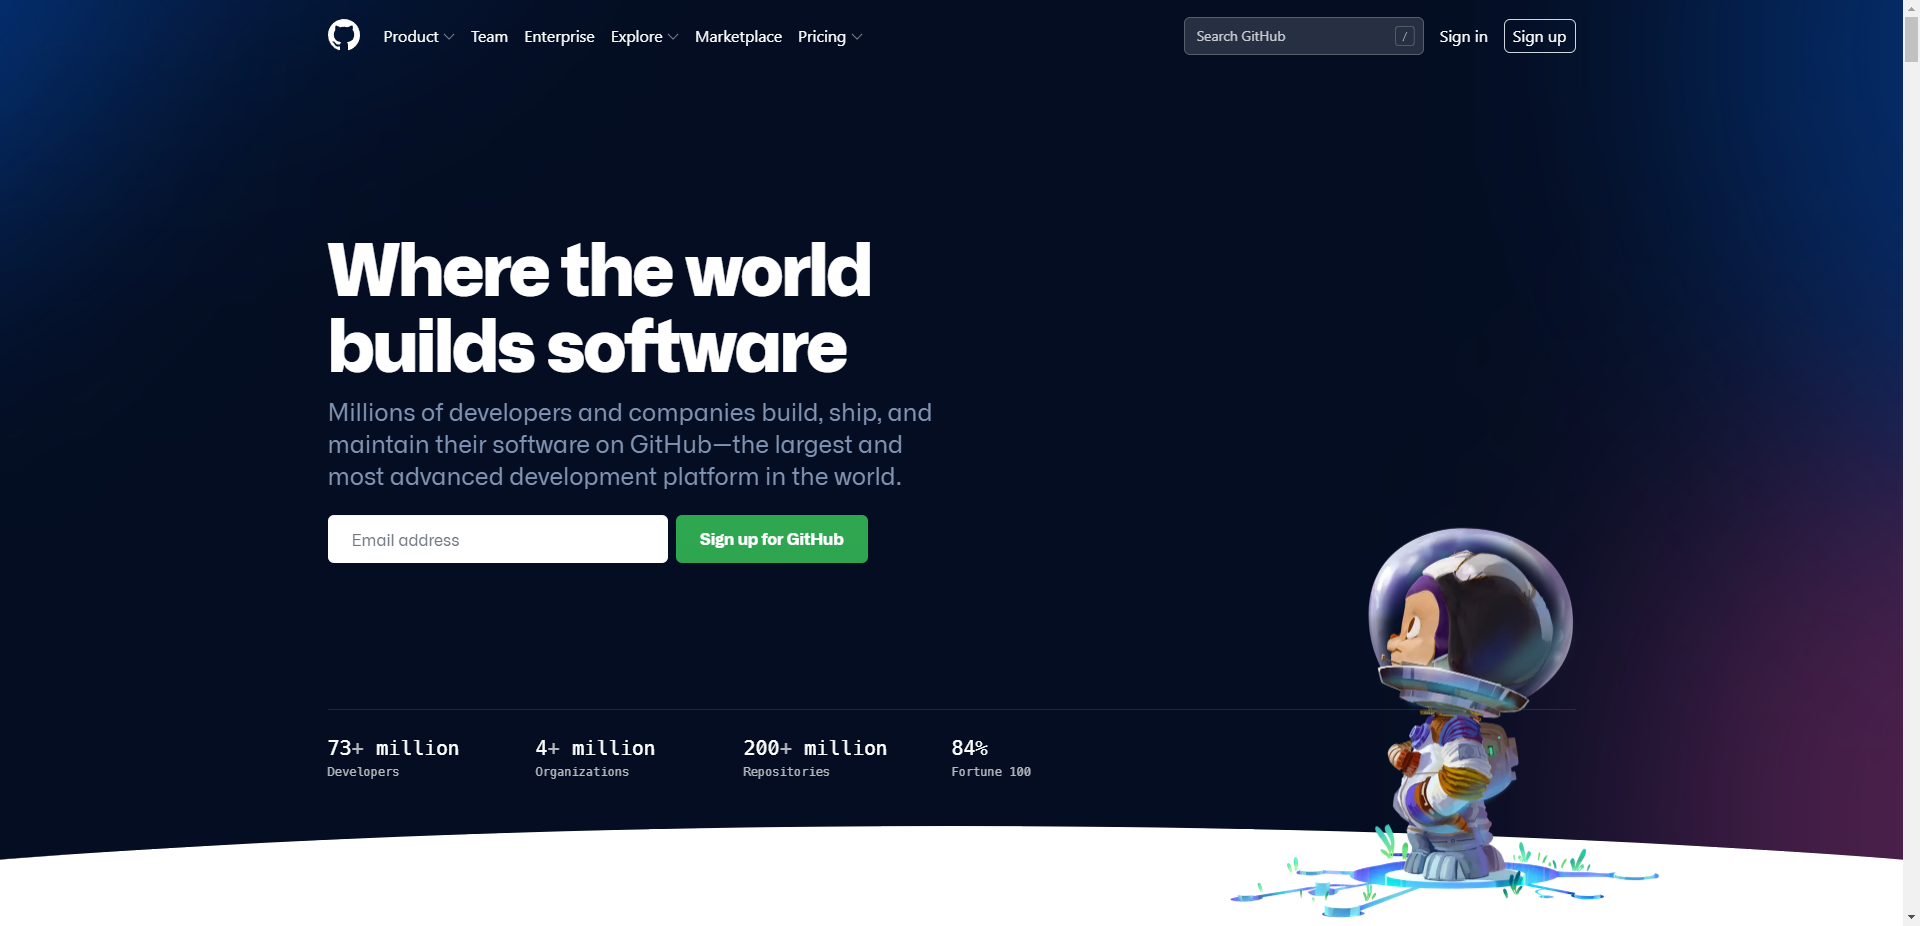 Product Team Enterprise Explore Marketplace Pricing Search GitHub / Sign in Sign up
Where the world
builds software
Millions of developers and companies build, ship, and
maintain their software on GitHub—the largest and
most advanced development platform in the world.
Email address Sign up for GitHub
73+ million 4+ million 200+ million 84%
Developers Organizations Repositories Fortune 100